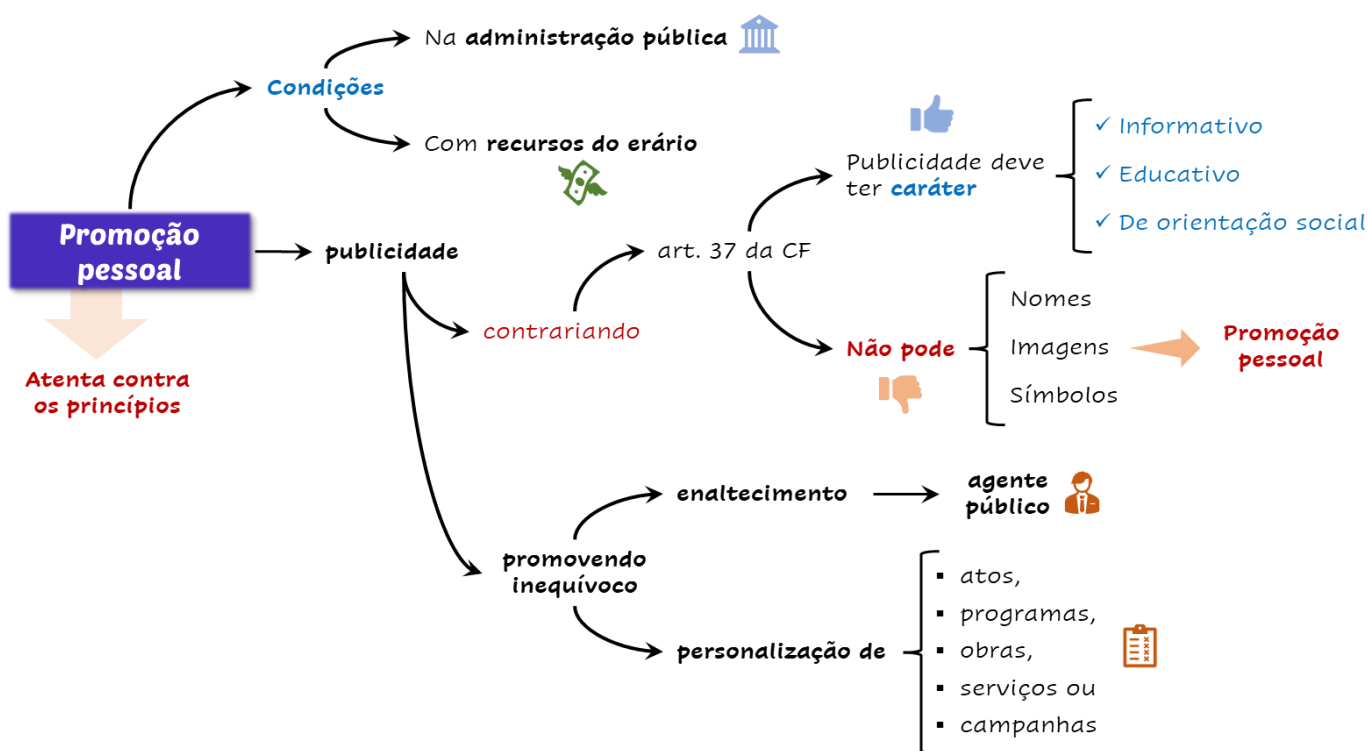 Promoção
pessoal
Atenta contra
os princípios
Condições
Na administração pública
Com recursos do erário
publicidade
contrariando
art. 37 da CF
Publicidade deve
ter caráter
✓ Informativo
✓ Educativo
✓ De orientação social
Não pode
Nomes
Imagens
Símbolos
Promoção
pessoal
promovendo
inequívoco
enaltecimento
agente
público
personalização de
▪ atos,
▪ programas,
▪ obras,
▪ serviços ou
▪ campanhas